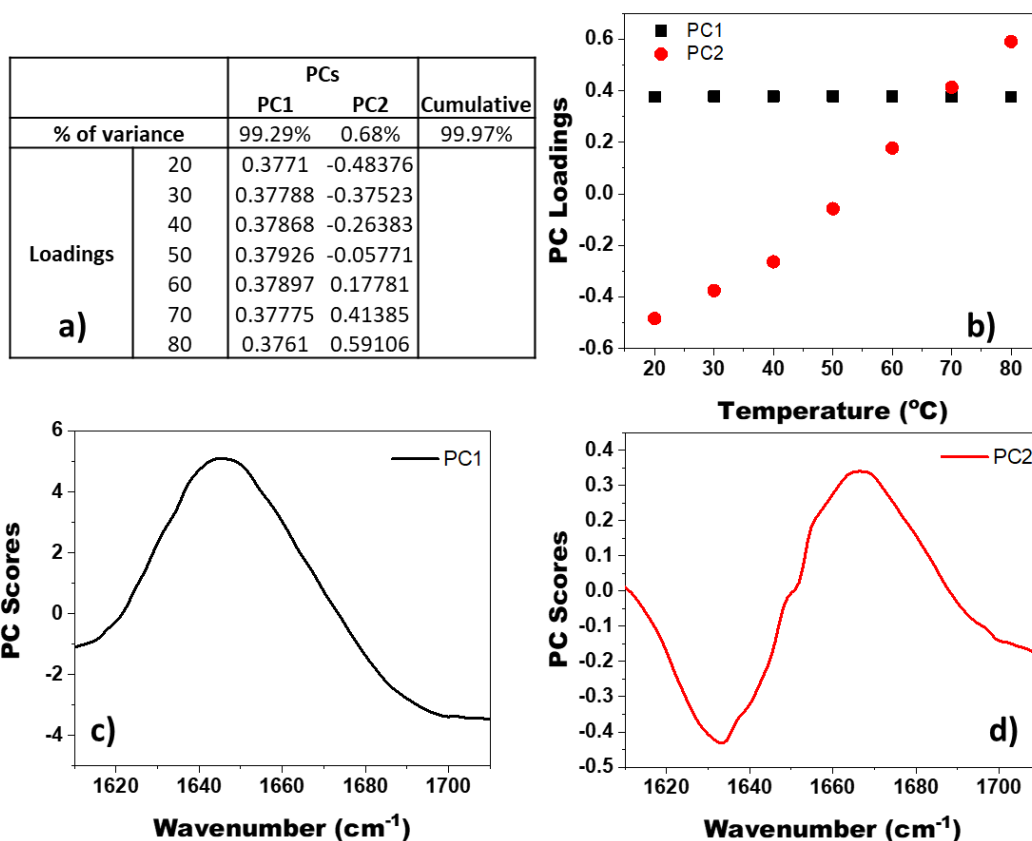 PCs
PC1 PC2 Cumulative
% of variance 99.29% 0.68% 99.97%
Loadings
20 0.3771 -0.48376
30 0.37788 -0.37523
40 0.37868 -0.26383
50 0.37926 -0.05771
60 0.37897 0.17781
70 0.37775 0.41385
80 0.3761 0.59106
a)
PC1
PC2
0.6
0.4
0.2
0.0
-0.2
-0.4
-0.6
PC Loadings
20 30 40 50 60 70 80
Temperature (°C)
b)
PC1
6
4
2
0
-2
-4
PC Scores
1620 1640 1660 1680 1700
Wavenumber (cm-1)
c)
PC2
0.4
0.3
0.2
0.1
0.0
-0.1
-0.2
-0.3
-0.4
-0.5
PC Scores
1620 1640 1660 1680 1700
Wavenumber (cm-1)
d)